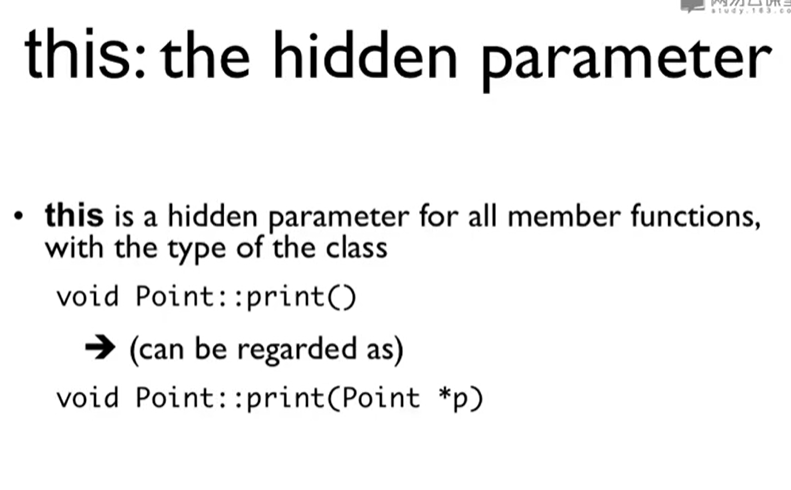 this: the hidden parameter
• this is a hidden parameter for all member functions,
with the type of the class
void Point::print()
➔ (can be regarded as)
void Point::print(Point *p)